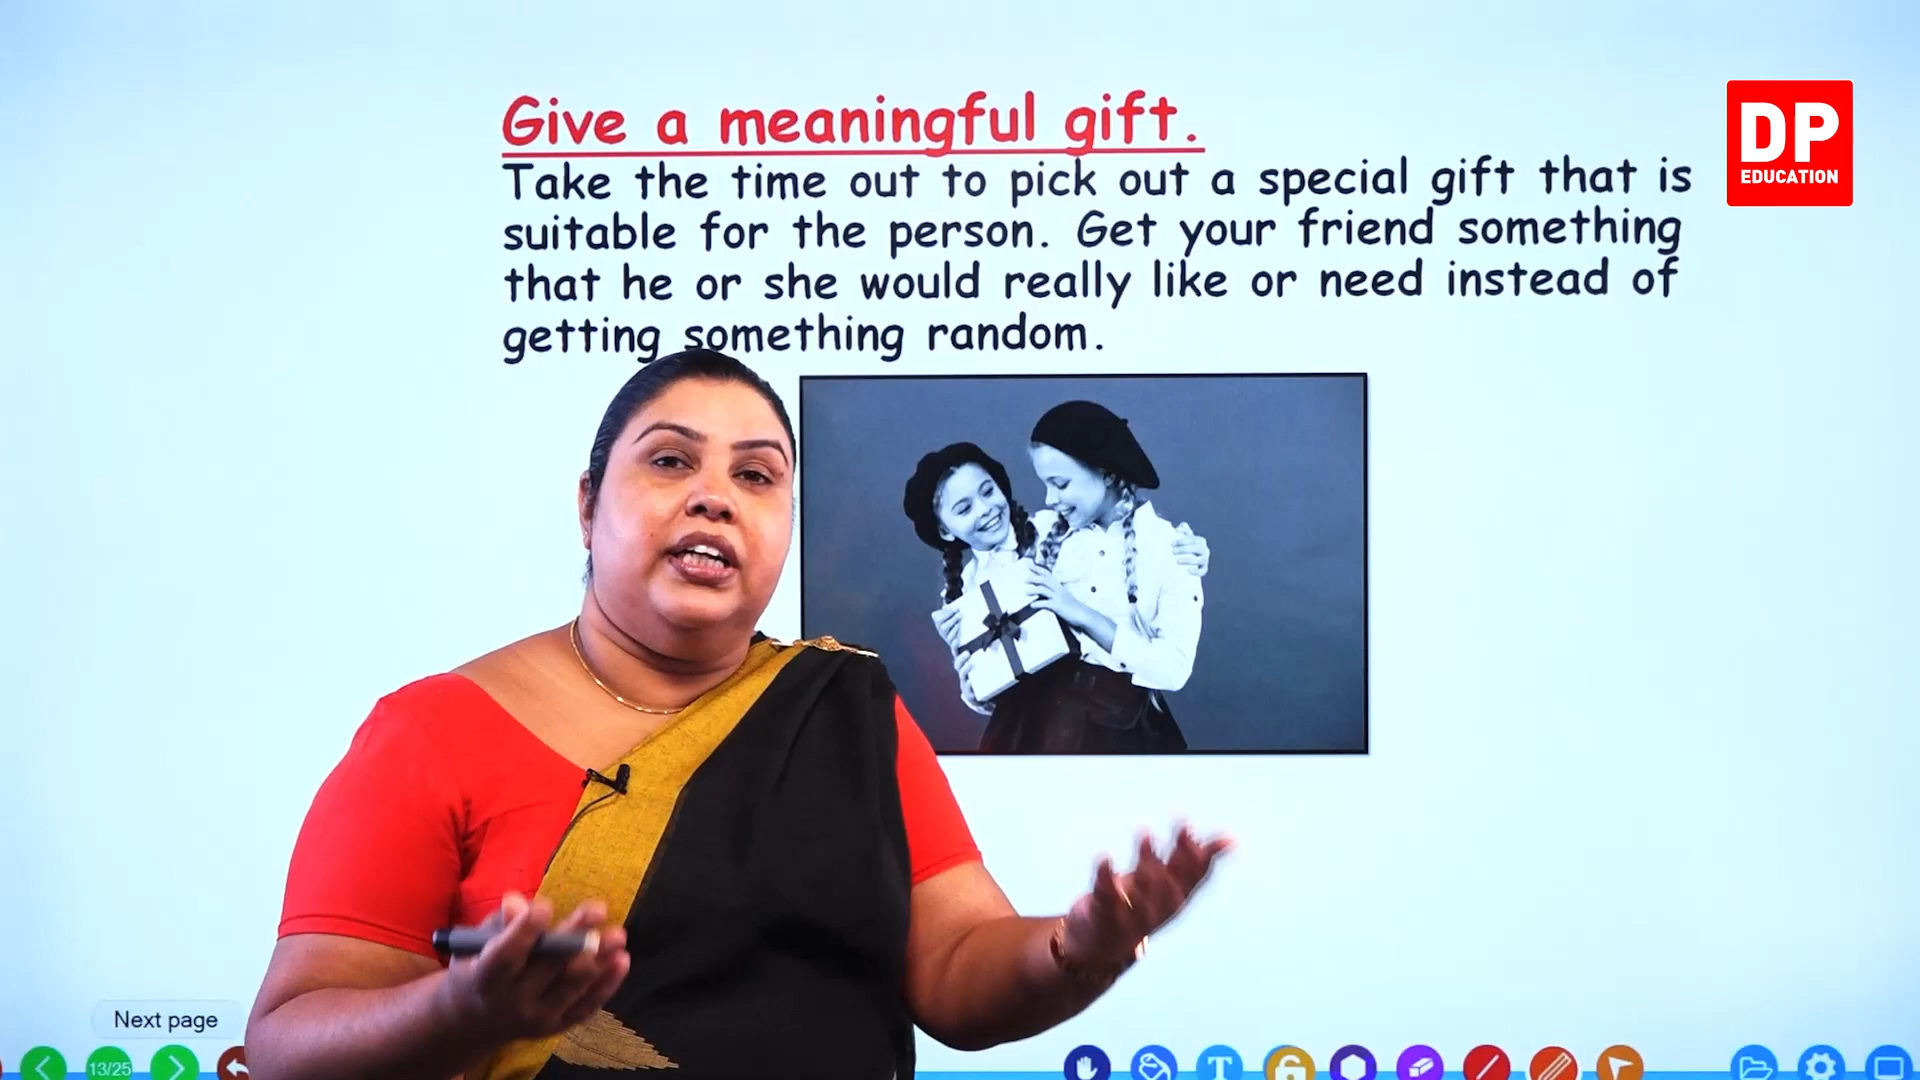 Give a meaningful gift.
Take the time out to pick out a special gift that is
suitable for the person. Get your friend something
that he or she would really like or need instead of
getting something random.
DP
EDUCATION
Next page
13/25
T